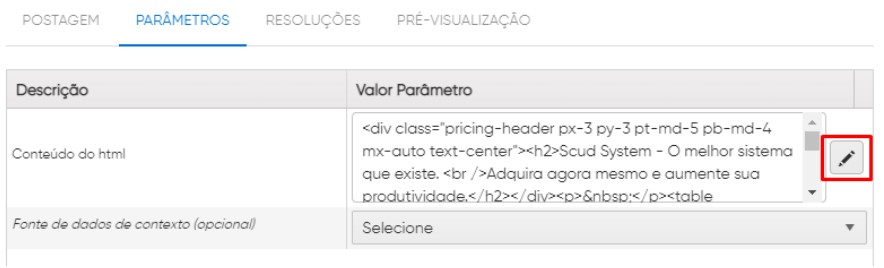 POSTAGEM PARÂMETROS RESOLUÇÕES PRÉ-VISUALIZAÇÃO
Descrição Valor Parâmetro
Conteúdo do html
<div class="pricing-header px-3 py-3 pt-md-5 pb-md-4
mx-auto text-center"><h2>Scud System - O melhor sistema
que existe. <br />Adquira agora mesmo e aumente sua
produtividade.</h2></div><p>&nbsp;</p><table
Fonte de dados de contexto (opcional) Selecione